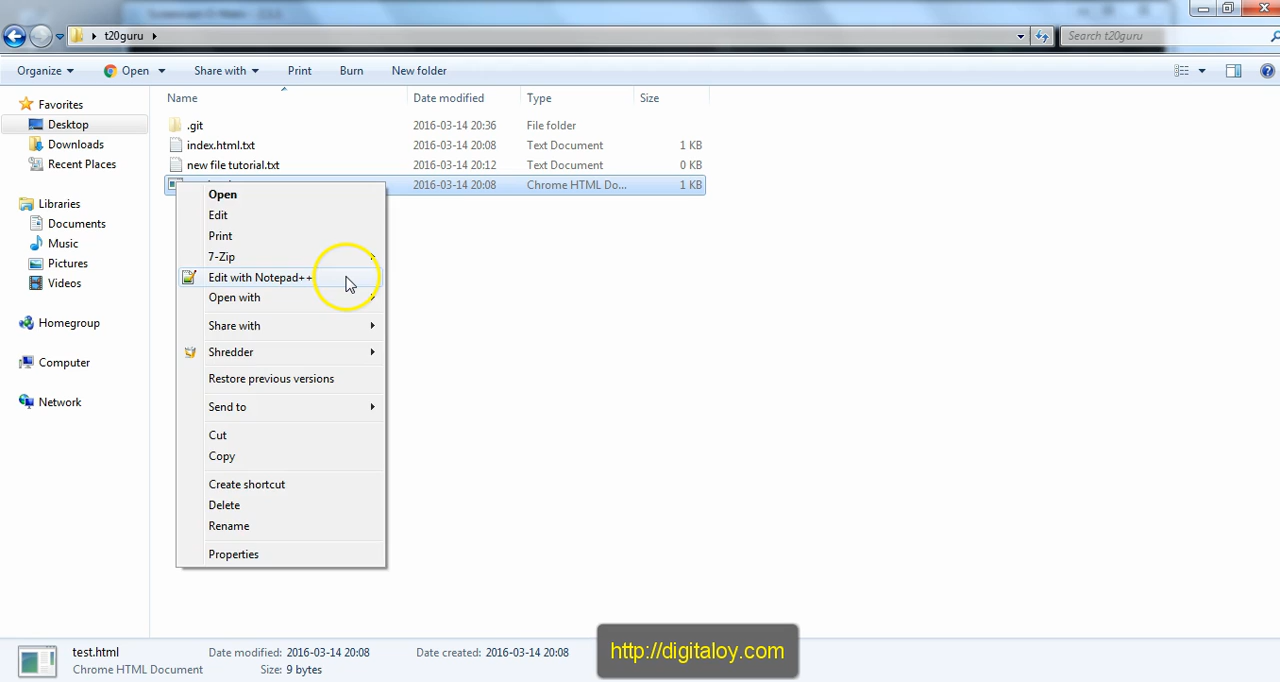 t20guru
Search t20guru
Organize Open Share with Print Burn New folder
Name Date modified Type Size
Favorites
Desktop
Downloads
Recent Places
Libraries
Documents
Music
Pictures
Videos
Homegroup
Computer
Network
.git 2016-03-14 20:36 File folder
index.html.txt 2016-03-14 20:08 Text Document 1 KB
new file tutorial.txt 2016-03-14 20:12 Text Document 0 KB
2016-03-14 20:08 Chrome HTML Do... 1 KB
Open
Edit
Print
7-Zip
Edit with Notepad++
Open with
Share with
Shredder
Restore previous versions
Send to
Cut
Copy
Create shortcut
Delete
Rename
Properties
test.html Date modified: 2016-03-14 20:08 Date created: 2016-03-14 20:08
Chrome HTML Document Size: 9 bytes
http://digitaloy.com